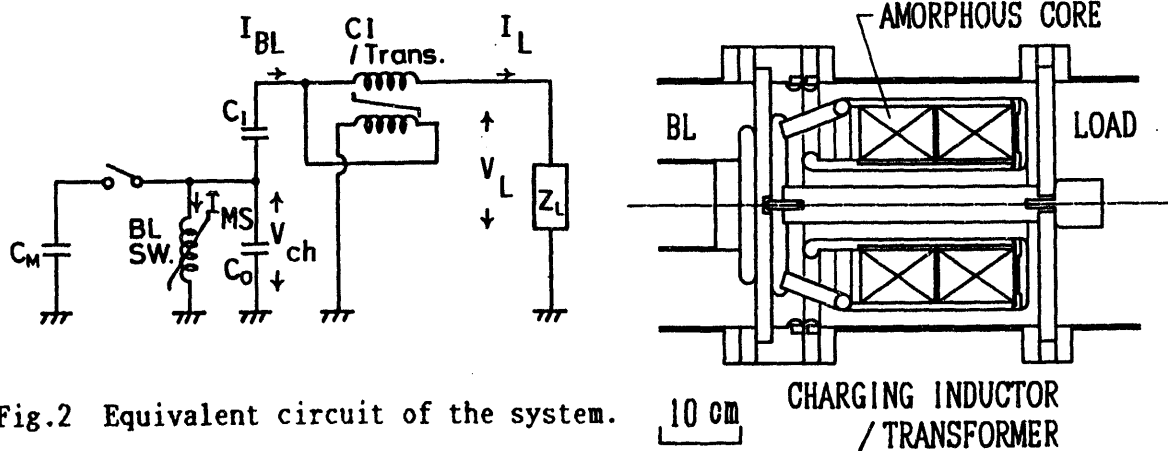 I_BL
CI
/Trans.
I_L
C_1
V_L
Z_L
I_MS
BL
SW.
V_ch
C_M
C_0
Fig.2 Equivalent circuit of the system.
AMORPHOUS CORE
BL
LOAD
10 cm
CHARGING INDUCTOR
/TRANSFORMER